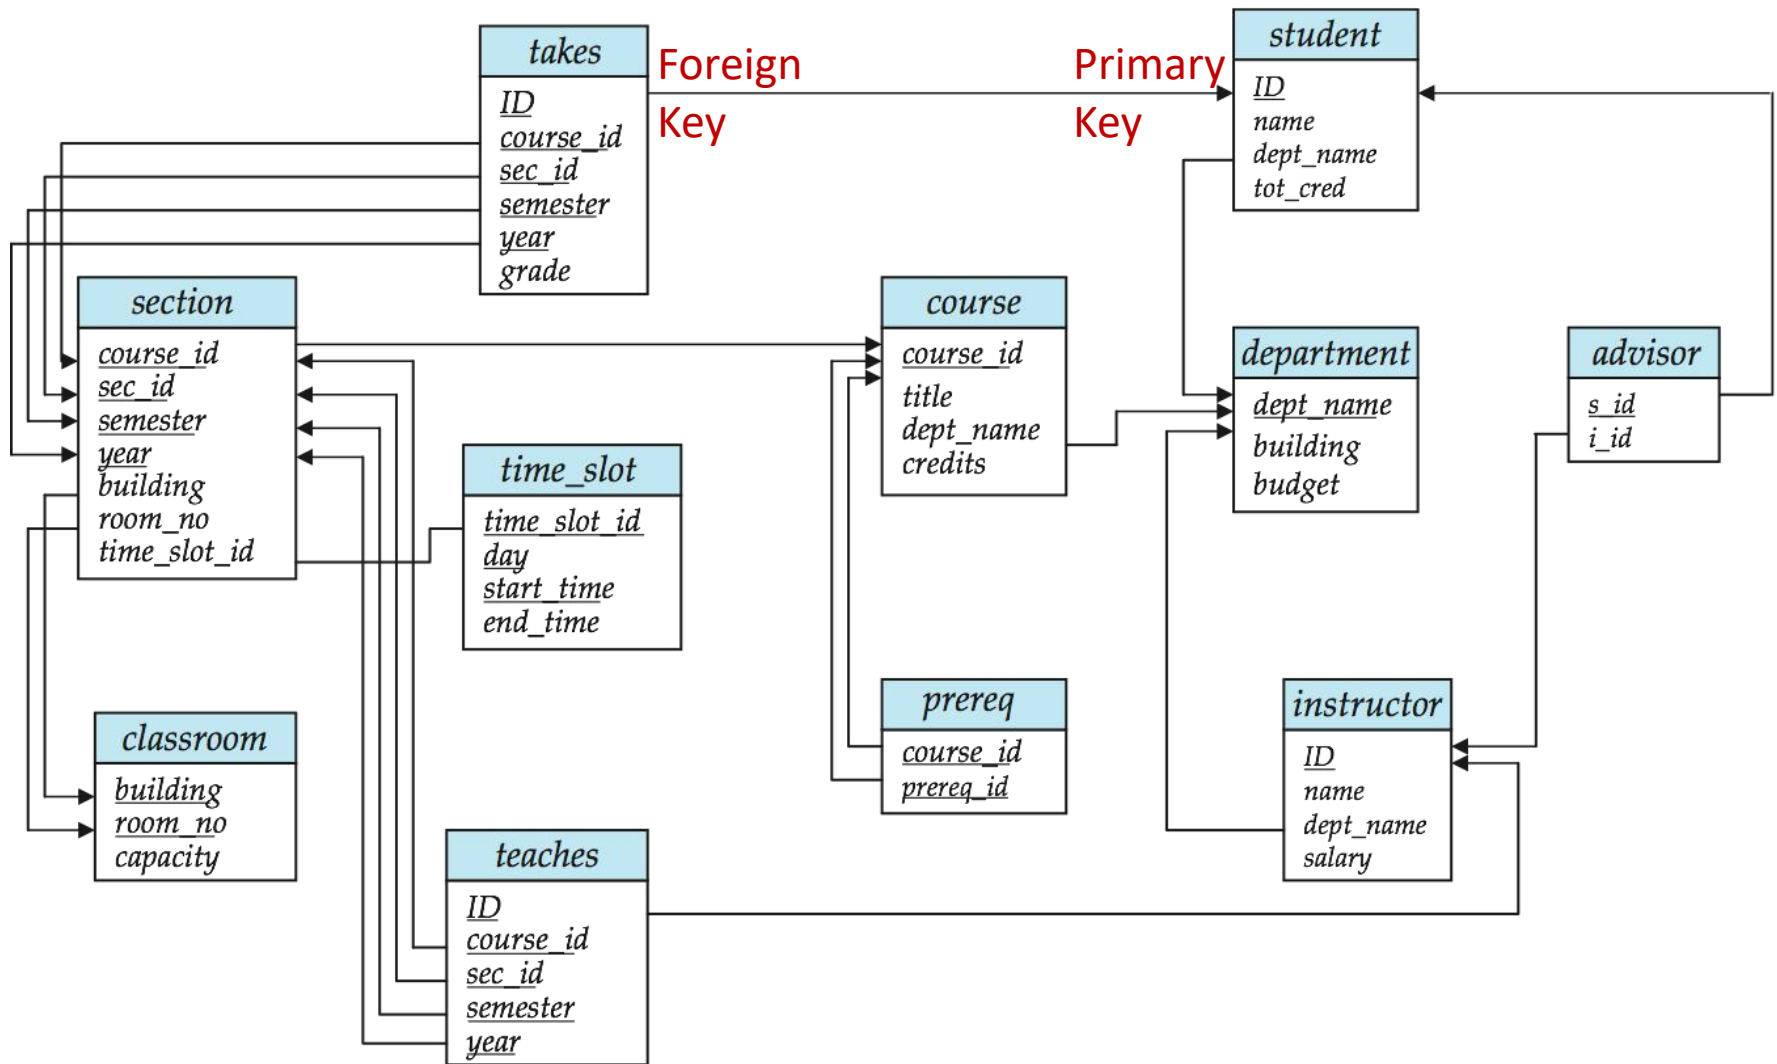 takes
ID
course_id
sec_id
semester
year
grade
Foreign
Key
Primary
Key
student
ID
name
dept_name
tot_cred
section
course_id
sec_id
semester
year
building
room_no
time_slot_id
time_slot
time_slot_id
day
start_time
end_time
course
course_id
title
dept_name
credits
department
dept_name
building
budget
advisor
s_id
i_id
classroom
building
room_no
capacity
prereq
course_id
prereq_id
instructor
ID
name
dept_name
salary
teaches
ID
course_id
sec_id
semester
year